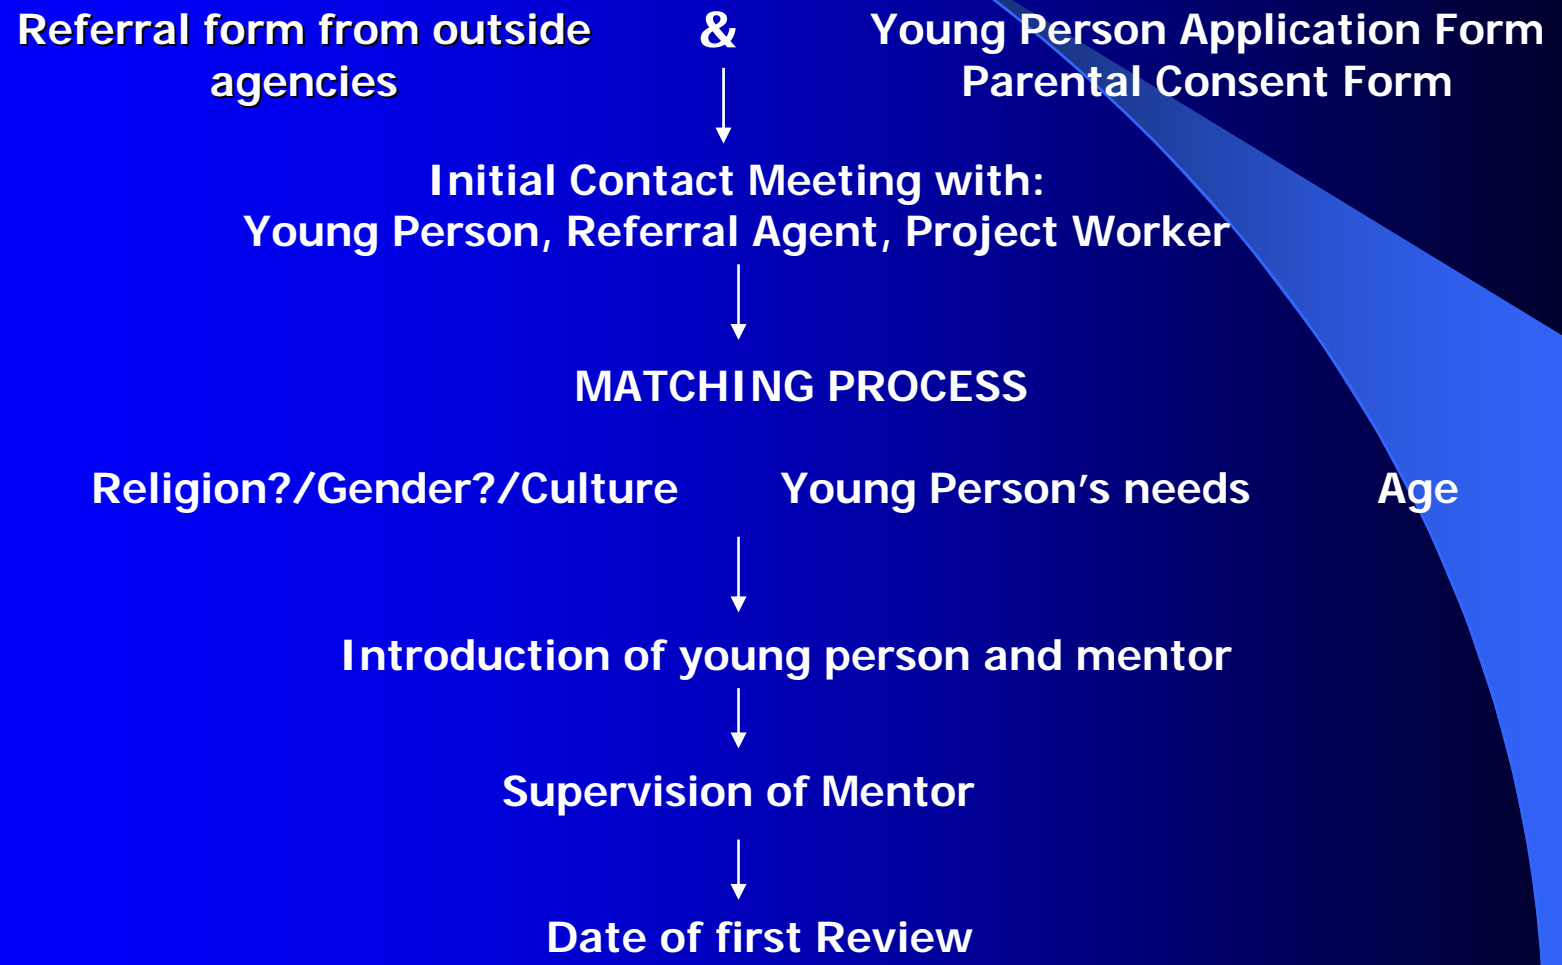 Referral form from outside & Young Person Application Form
agencies Parental Consent Form
Initial Contact Meeting with:
Young Person, Referral Agent, Project Worker
MATCHING PROCESS
Religion?/Gender?/Culture Young Person’s needs Age
Introduction of young person and mentor
Supervision of Mentor
Date of first Review